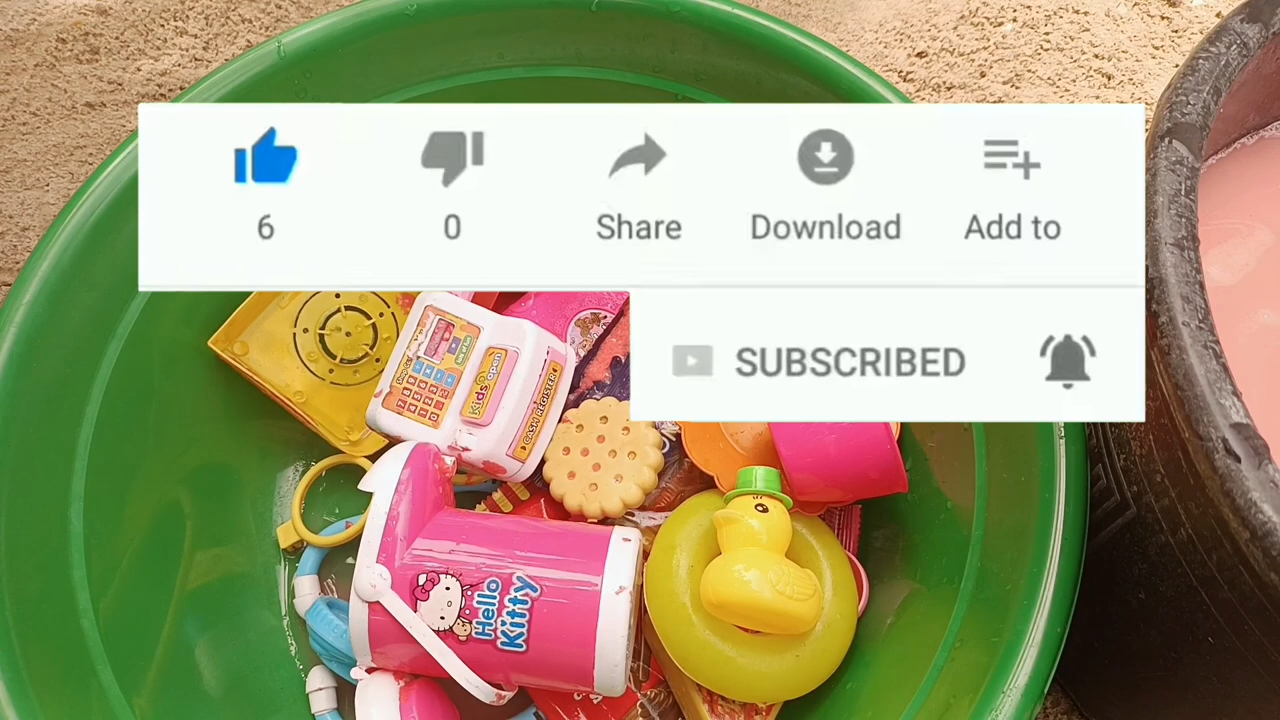 6
0
Share
Download
Add to
SUBSCRIBED
Kids open
CASH REGISTER
Hello
Kitty